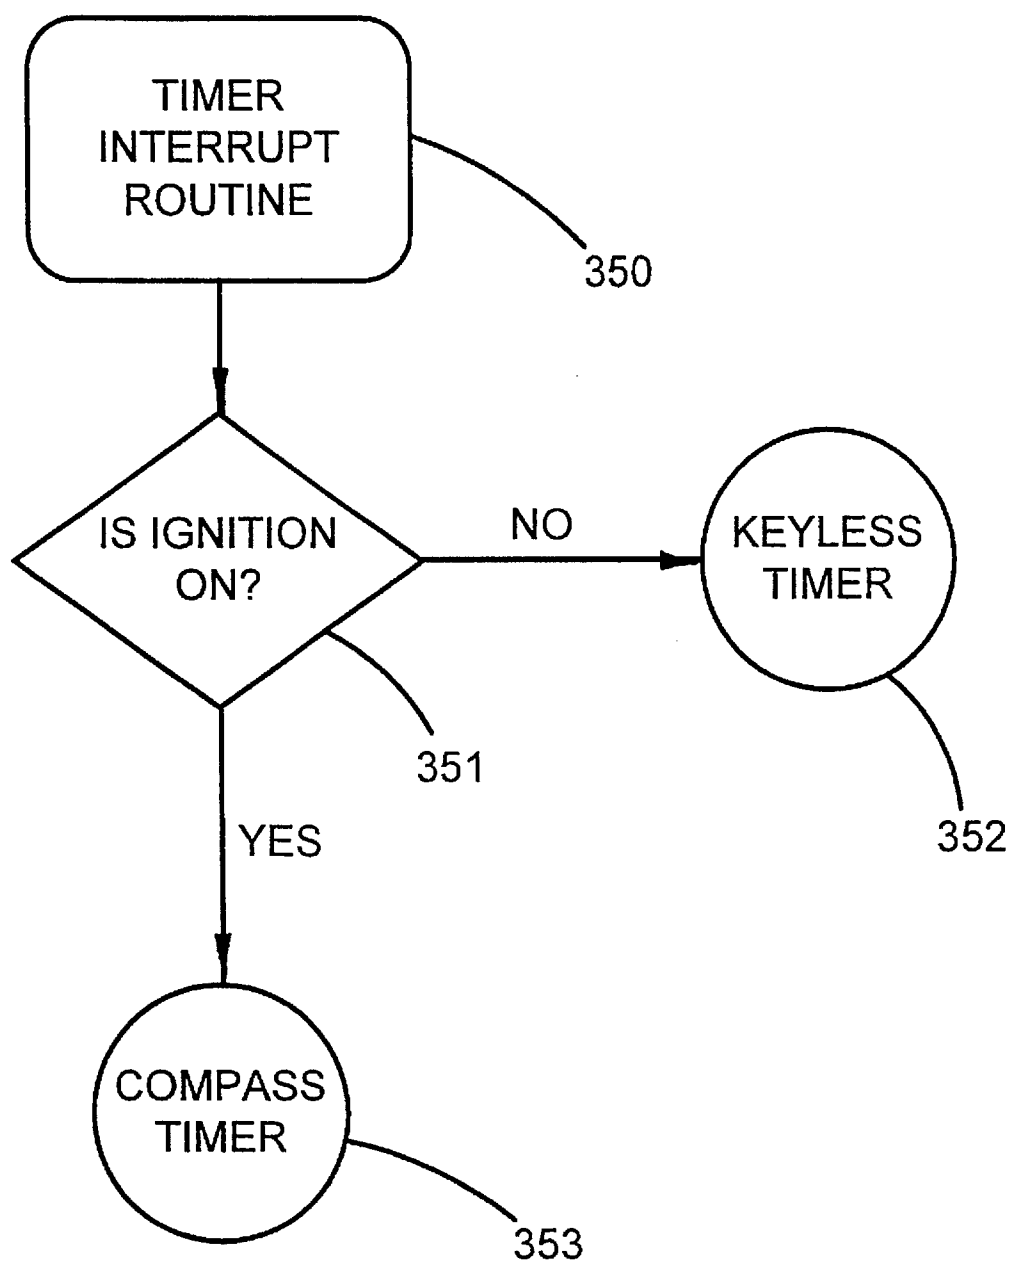 TIMER
INTERRUPT
ROUTINE
350
IS IGNITION
ON?
NO
KEYLESS
TIMER
351
352
YES
COMPASS
TIMER
353